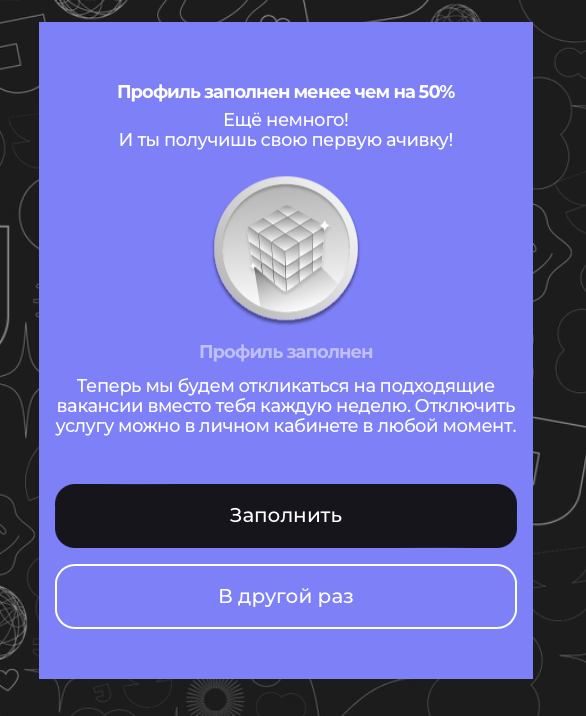 Профиль заполнен менее чем на 50%
Ещё немного!
И ты получишь свою первую ачивку!
Профиль заполнен
Теперь мы будем откликаться на подходящие
вакансии вместо тебя каждую неделю. Отключить
услугу можно в личном кабинете в любой момент.
Заполнить
В другой раз